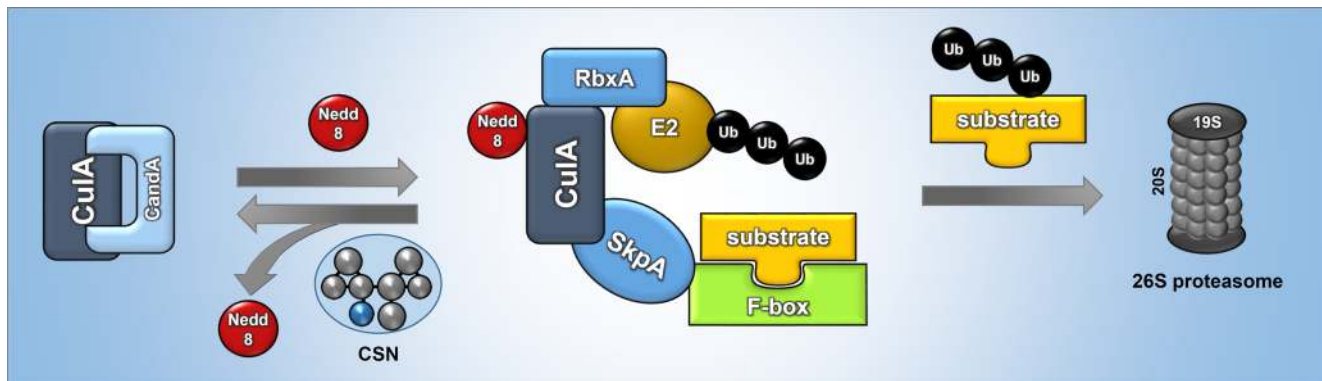 CulA
CandA
Nedd
8
Nedd
8
CSN
Nedd
8
RbxA
CulA
E2
Ub
Ub
Ub
SkpA
substrate
F-box
Ub
Ub
Ub
substrate
19S
20S
26S proteasome